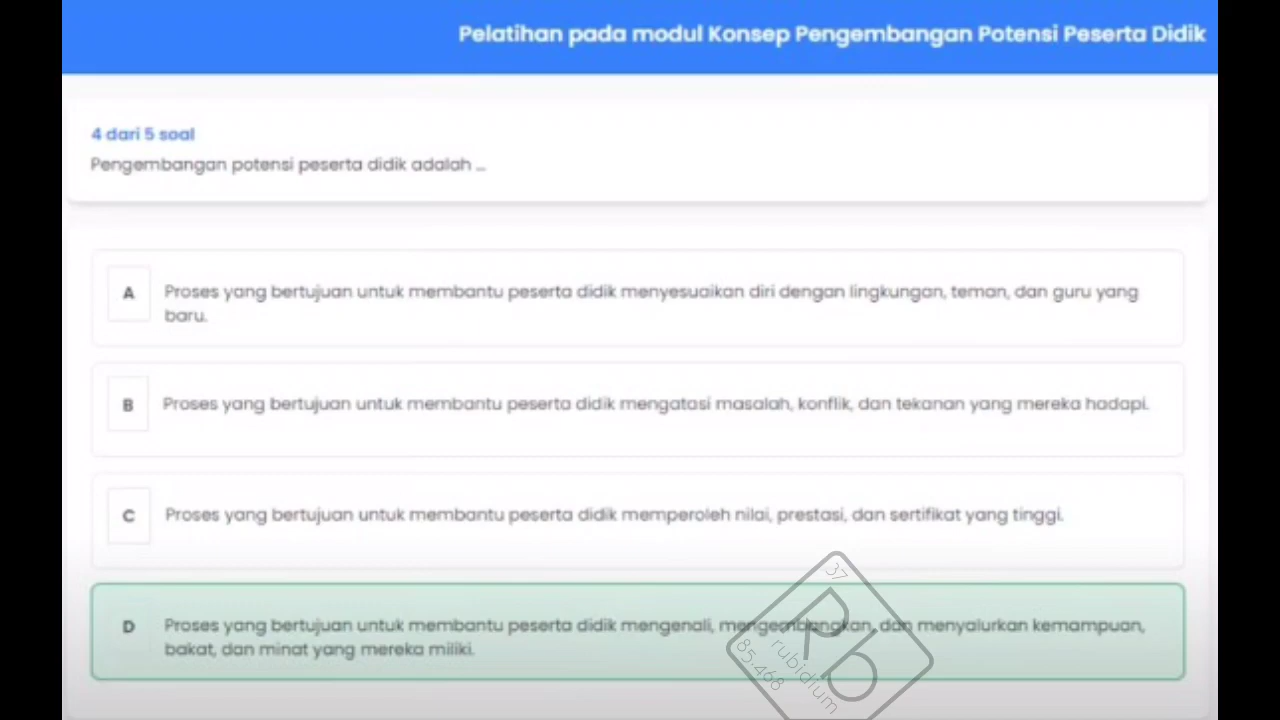 Pelatihan pada modul Konsep Pengembangan Potensi Peserta Didik
4 dari 5 soal
Pengembangan potensi peserta didik adalah ...
A
Proses yang bertujuan untuk membantu peserta didik menyesuaikan diri dengan lingkungan, teman, dan guru yang
baru.
B
Proses yang bertujuan untuk membantu peserta didik mengatasi masalah, konflik, dan tekanan yang mereka hadapi.
C
Proses yang bertujuan untuk membantu peserta didik memperoleh nilai, prestasi, dan sertifikat yang tinggi.
D
Proses yang bertujuan untuk membantu peserta didik mengenali, mengembangkan, dan menyalurkan kemampuan,
bakat, dan minat yang mereka miliki.
37
Rb
rubidium
85.468